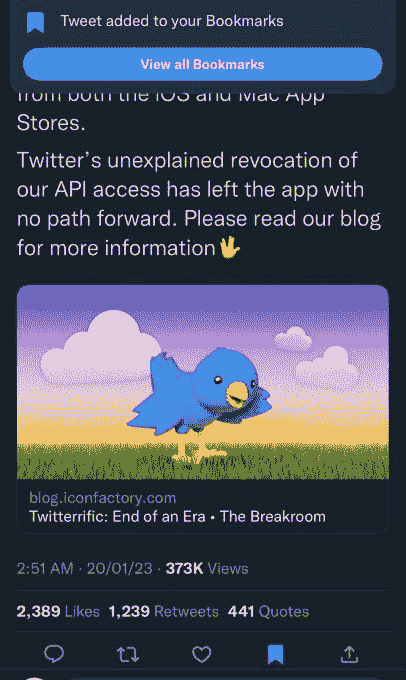 Tweet added to your Bookmarks
View all Bookmarks
from both the iOS and Mac App
Stores.
Twitter's unexplained revocation of
our API access has left the app with
no path forward. Please read our blog
for more information🖖
blog.iconfactory.com
Twitterrific: End of an Era • The Breakroom
2:51 AM · 20/01/23 · 373K Views
2,389 Likes 1,239 Retweets 441 Quotes